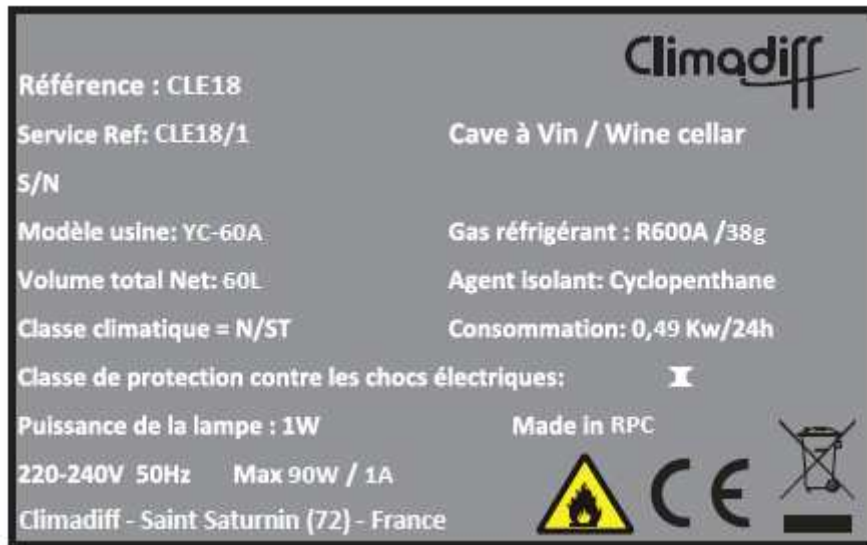 Climadiff
Référence : CLE18
Service Ref: CLE18/1 Cave à Vin / Wine cellar
S/N
Modèle usine: YC-60A Gas réfrigérant : R600A /38g
Volume total Net: 60L Agent isolant: Cyclopenthane
Classe climatique = N/ST Consommation: 0,49 Kw/24h
Classe de protection contre les chocs électriques: I
Puissance de la lampe : 1W Made in RPC
220-240V 50Hz Max 90W / 1A
CE
Climadiff - Saint Saturnin (72) - France